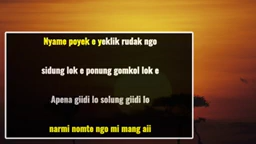 Nyamo poyek e yeklik rudak ngo
sidung lok e ponung gomkol lok e
Apena giidi lo solung giidi lo
narmi nomte ngo mi mang aii